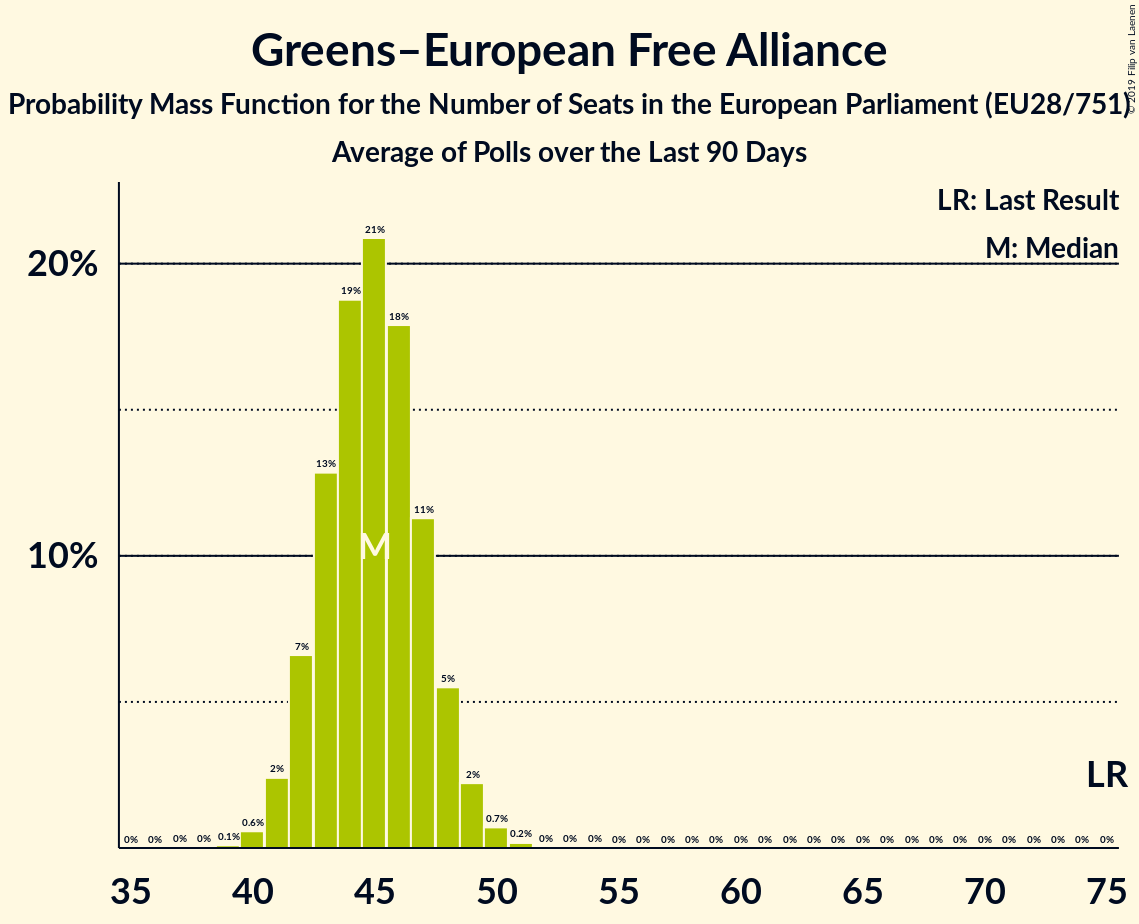 Greens–European Free Alliance
Probability Mass Function for the Number of Seats in the European Parliament (EU28/751)
Average of Polls over the Last 90 Days
© 2019 Filip van Laenen
LR: Last Result
M: Median
20%
10%
0% 0% 0% 0% 0.1% 0.6% 2% 7% 13% 19% 21% 18% 11% 5% 2% 0.7% 0.2% 0% 0% 0% 0% 0% 0% 0% 0% 0% 0% 0% 0% 0% 0% 0% 0% 0% 0% 0% 0% 0% 0% 0% 0%
M
LR
35 40 45 50 55 60 65 70 75